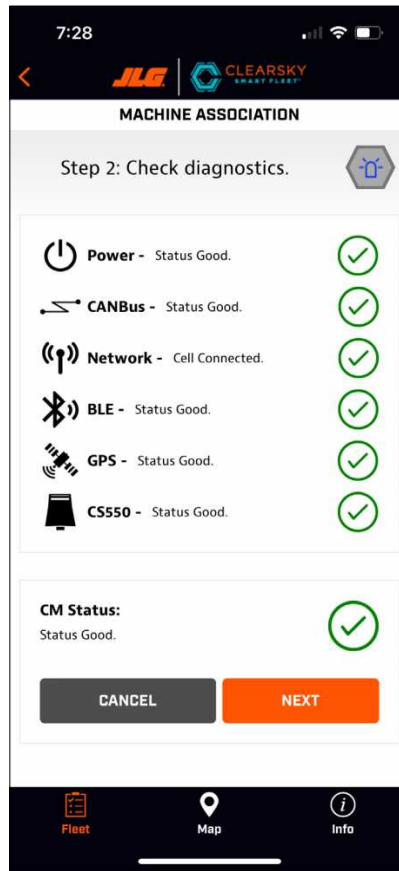 7:28
JLG CLEARSKY
SMART FLEET™
MACHINE ASSOCIATION
Step 2: Check diagnostics.
Power - Status Good.
CANBus - Status Good.
Network - Cell Connected.
BLE - Status Good.
GPS - Status Good.
CS550 - Status Good.
CM Status:
Status Good.
CANCEL NEXT
Fleet Map Info